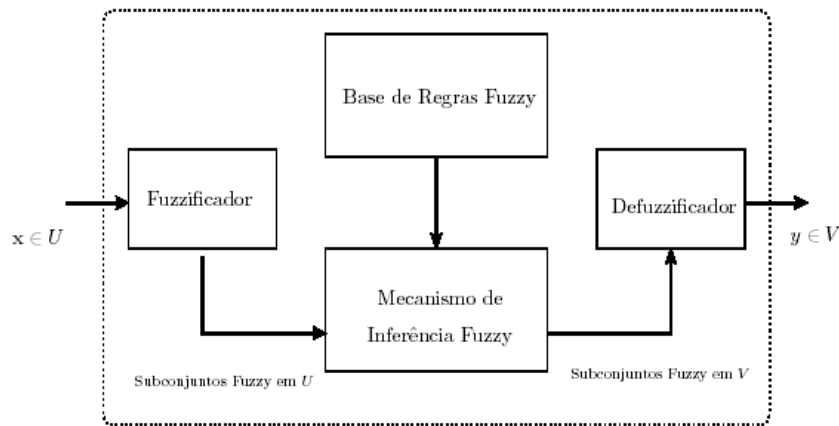 Base de Regras Fuzzy
Fuzzificador
Defuzzificador
x ∈ U
y ∈ V
Mecanismo de
Inferência Fuzzy
Subconjuntos Fuzzy em U
Subconjuntos Fuzzy em V